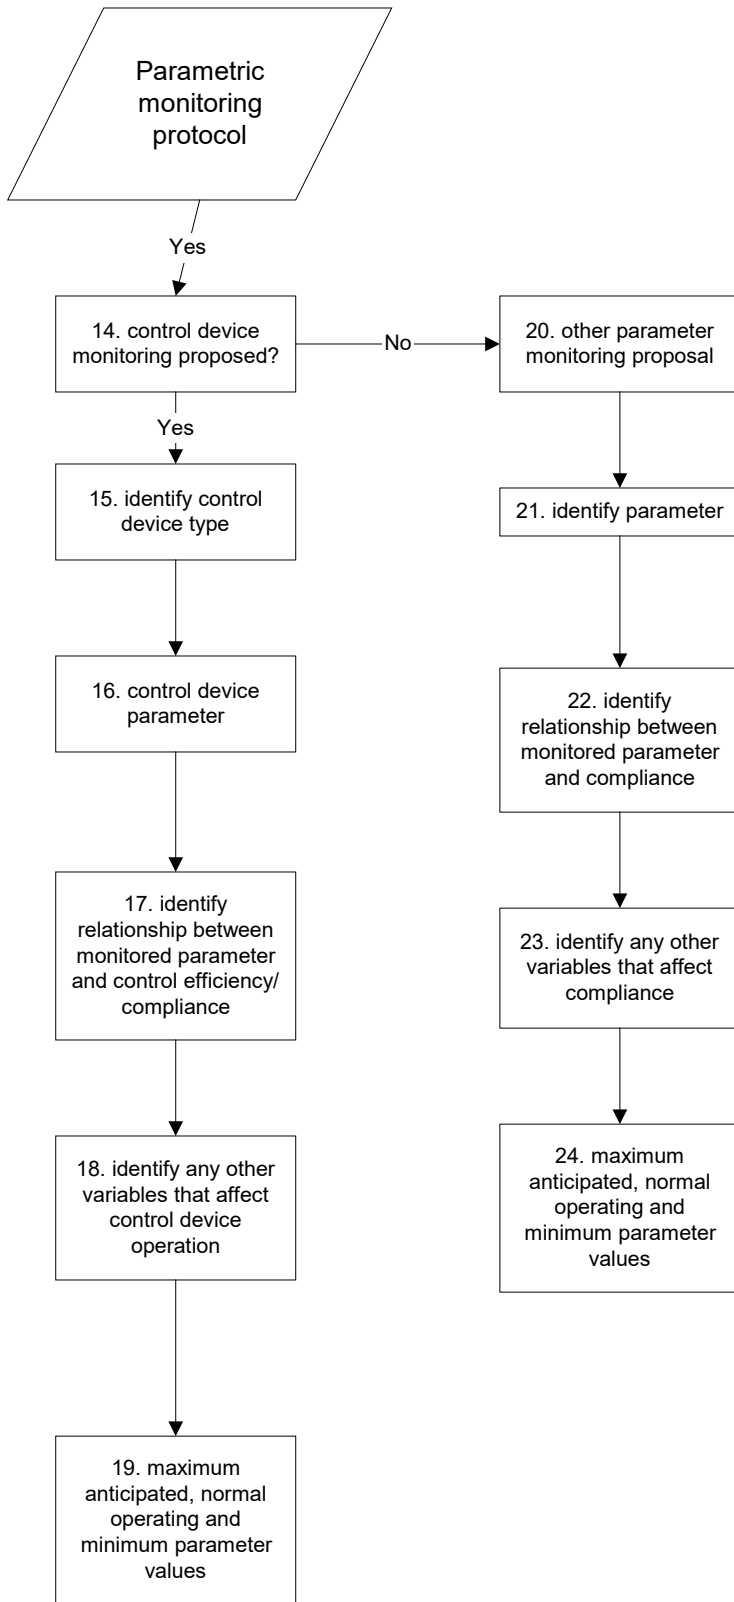 Parametric
monitoring
protocol
Yes
14. control device
monitoring proposed?
No
20. other parameter
monitoring proposal
Yes
15. identify control
device type
21. identify parameter
16. control device
parameter
22. identify
relationship between
monitored parameter
and compliance
17. identify
relationship between
monitored parameter
and control efficiency/
compliance
23. identify any other
variables that affect
compliance
18. identify any other
variables that affect
control device
operation
24. maximum
anticipated, normal
operating and
minimum parameter
values
19. maximum
anticipated, normal
operating and
minimum parameter
values